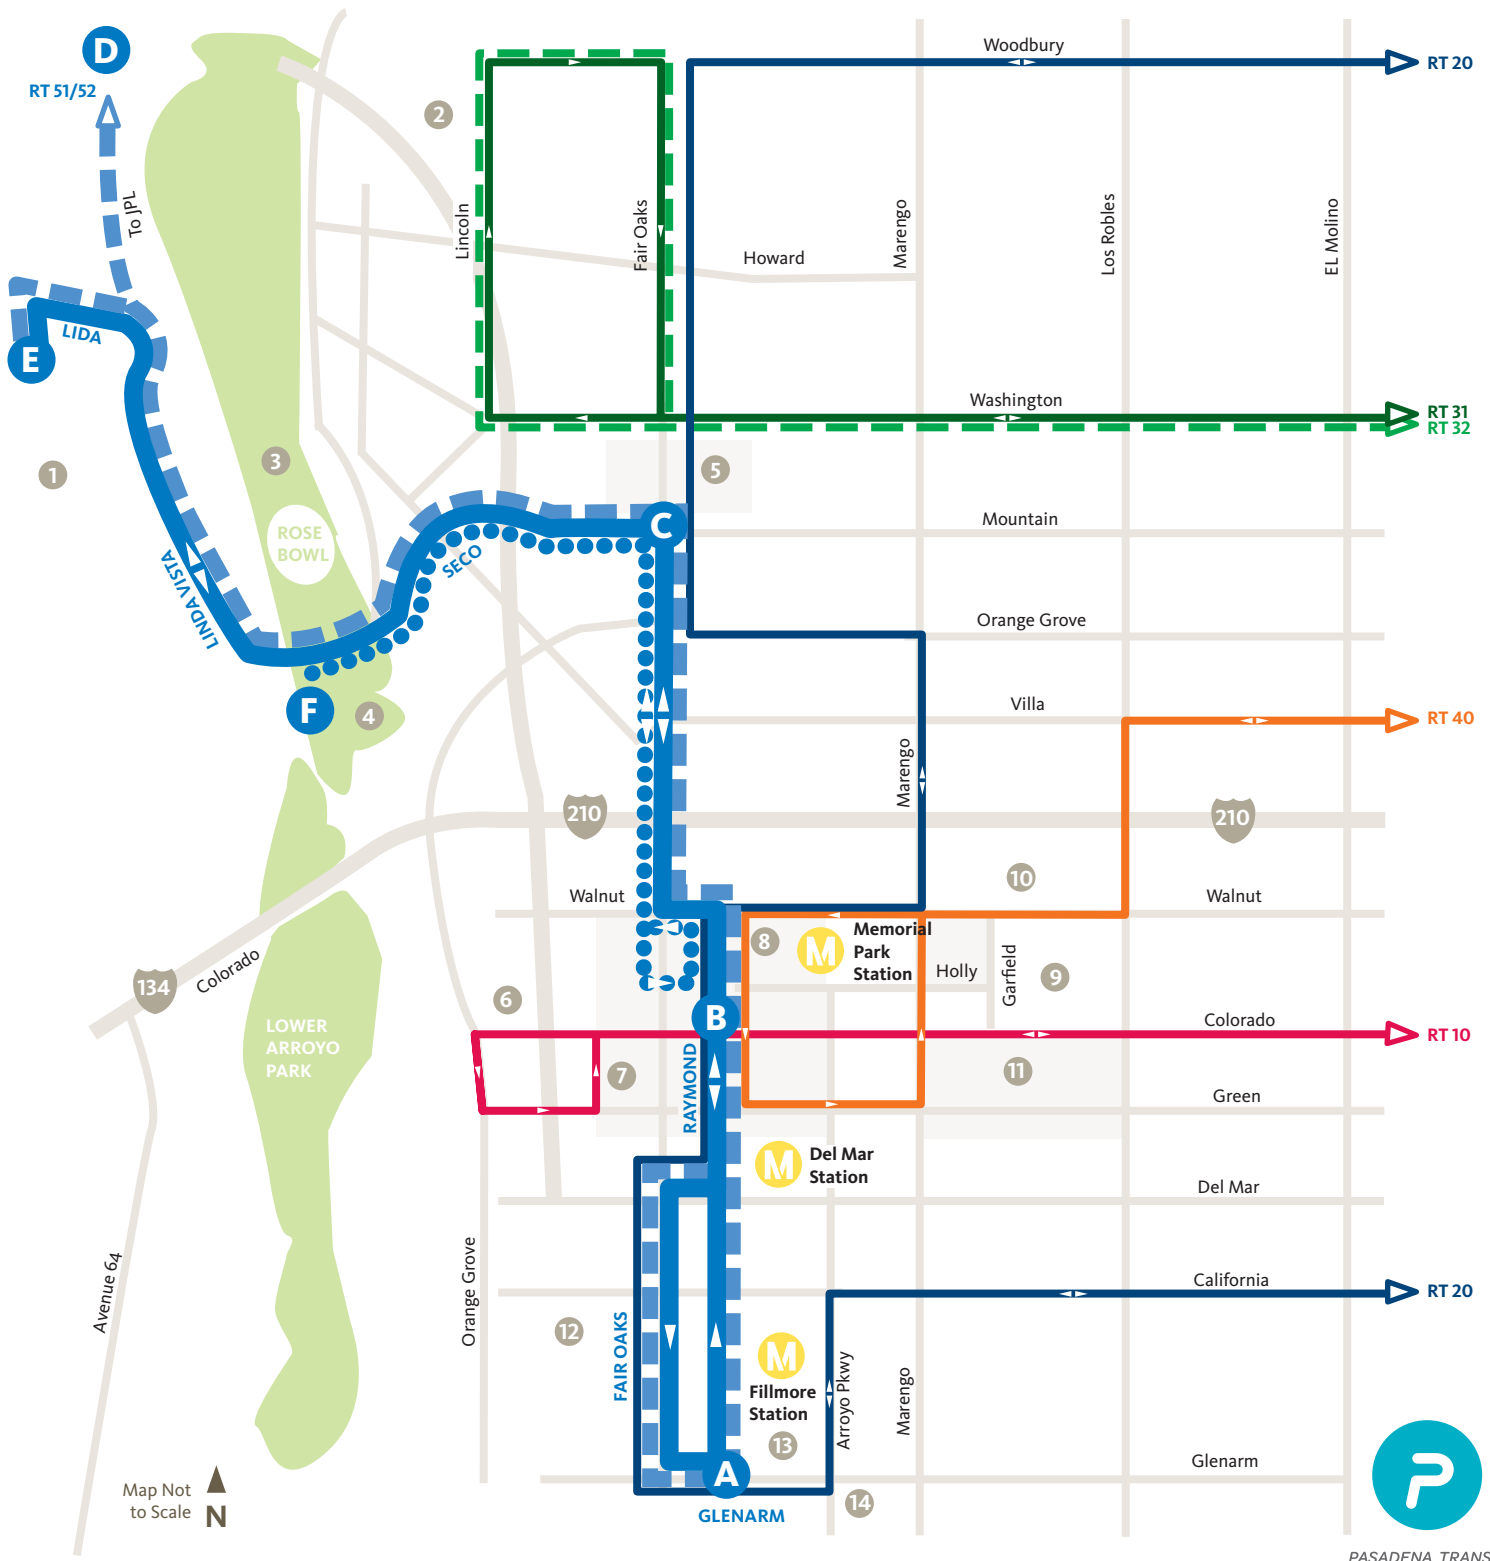 D
RT 51/52
To JPL
2
Woodbury
RT 20
Lincoln
Fair Oaks
Marengo
Los Robles
EL Molino
Howard
E
LIDA
Washington
RT 31
RT 32
1
3
5
ROSE
BOWL
C
Mountain
SECO
LINDA VISTA
Orange Grove
F
4
Villa
RT 40
Marengo
210
210
10
Walnut
Walnut
8
M
Memorial
Park
Station
Holly
Garfield
9
134
Colorado
6
B
Colorado
RT 10
LOWER
ARROYO
PARK
7
RAYMOND
11
Green
M
Del Mar
Station
Del Mar
Avenue 64
Orange Grove
California
RT 20
12
FAIR OAKS
M
Fillmore
Station
Arroyo Pkwy
Marengo
13
A
Glenarm
GLENARM
14
Map Not
to Scale
N
P
PASADENA TRANS